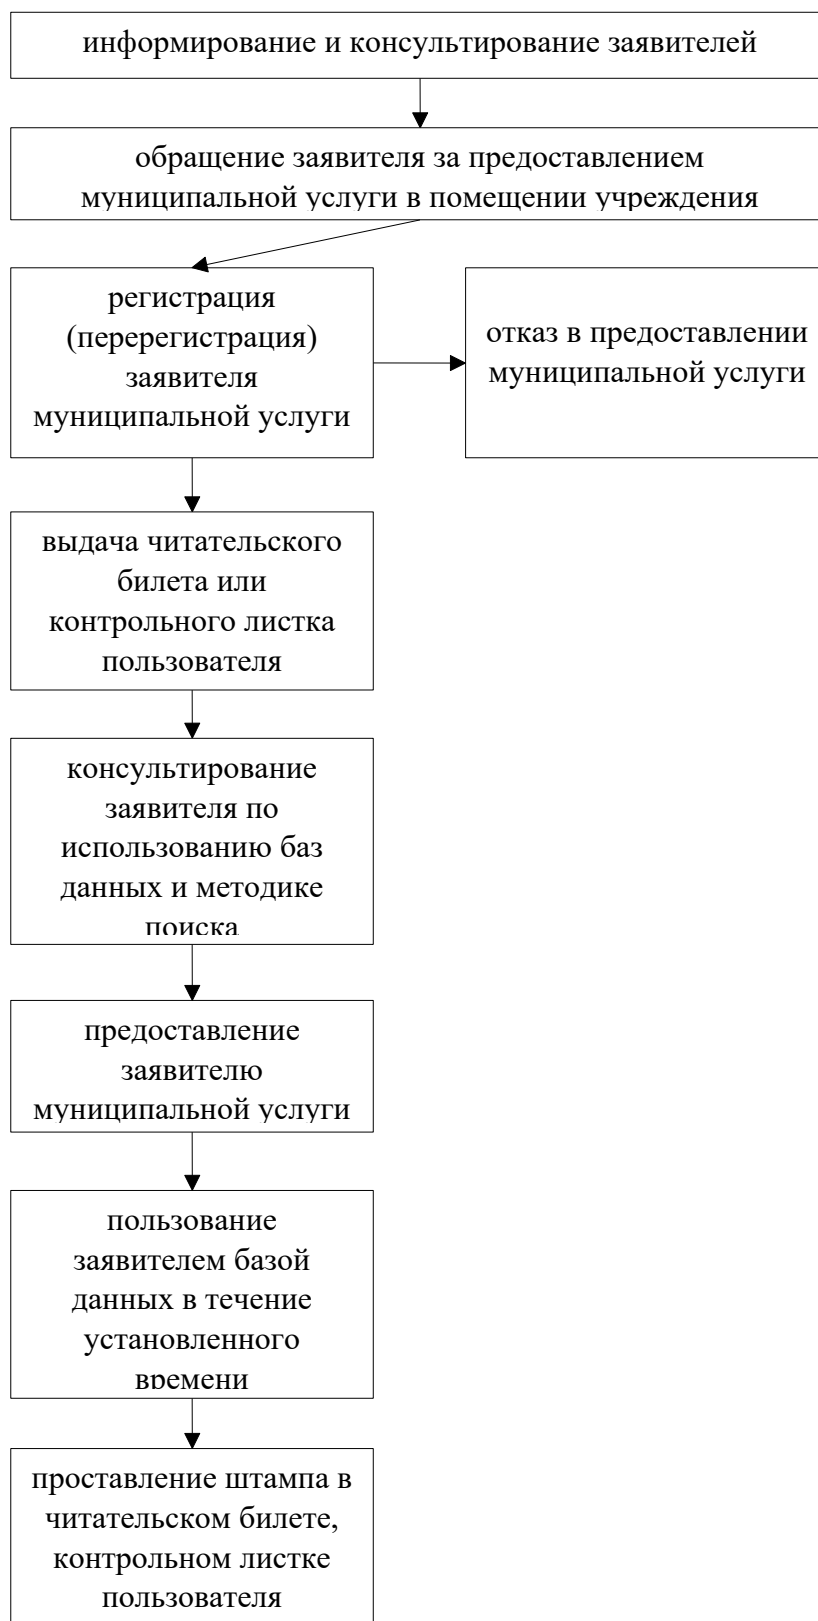 информирование и консультирование заявителей
обращение заявителя за предоставлением
муниципальной услуги в помещении учреждения
регистрация
(перерегистрация)
заявителя
муниципальной услуги
отказ в предоставлении
муниципальной услуги
выдача читательского
билета или
контрольного листка
пользователя
консультирование
заявителя по
использованию баз
данных и методике
поиска
предоставление
заявителю
муниципальной услуги
пользование
заявителем базой
данных в течение
установленного
времени
проставление штампа в
читательском билете,
контрольном листке
пользователя